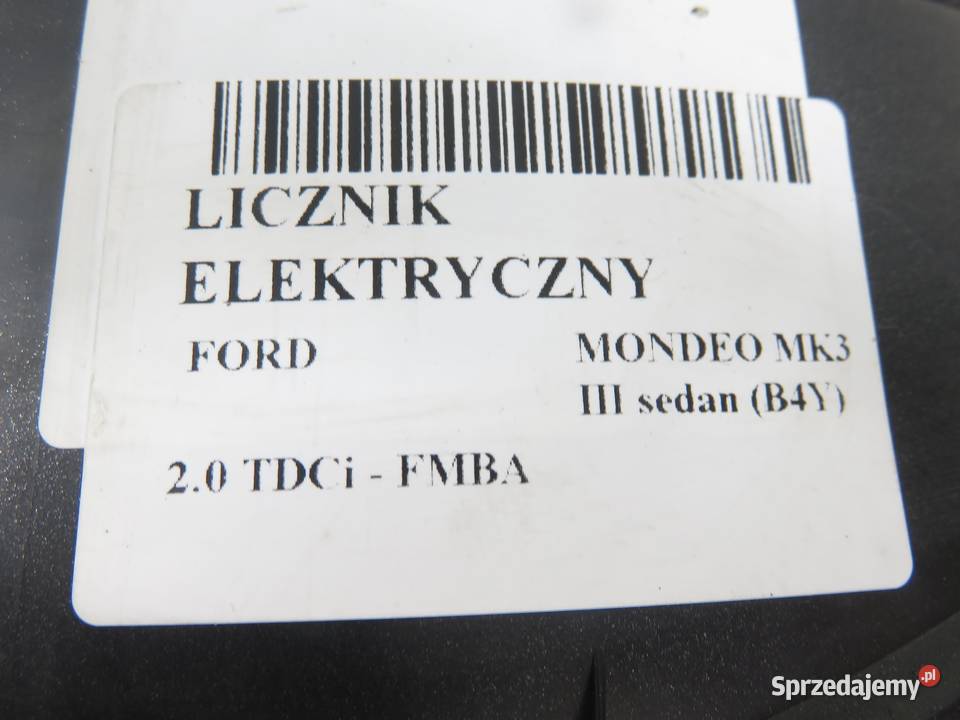 LICZNIK
ELEKTRYCZNY
FORD MONDEO MK3
III sedan (B4Y)
2.0 TDCi - FMBA
Sprzedajemy.pl